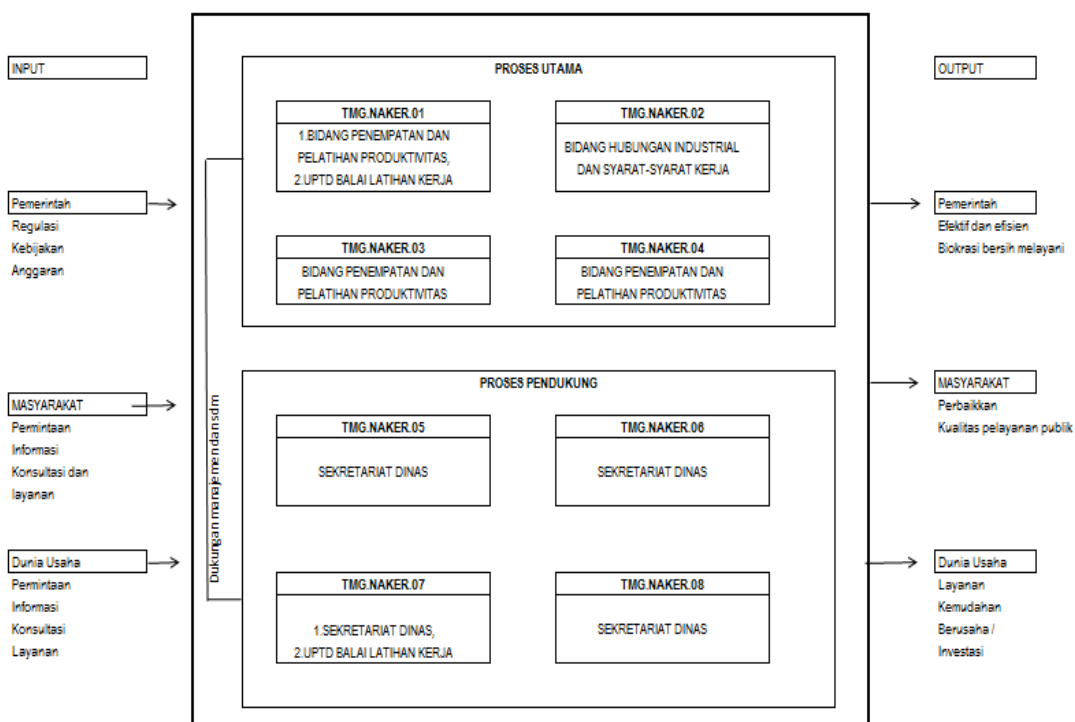 INPUT
Pemerintah
Regulasi
Kebijakan
Anggaran
MASYARAKAT
Permintaan
Informasi
Konsultasi dan
layanan
Dunia Usaha
Permintaan
Informasi
Konsultasi
Layanan
PROSES UTAMA
TMG.NAKER.01
1.BIDANG PENEMPATAN DAN
PELATIHAN PRODUKTIVITAS,
2.UPTD BALAI LATIHAN KERJA
TMG.NAKER.02
BIDANG HUBUNGAN INDUSTRIAL
DAN SYARAT-SYARAT KERJA
TMG.NAKER.03
BIDANG PENEMPATAN DAN
PELATIHAN PRODUKTIVITAS
TMG.NAKER.04
BIDANG PENEMPATAN DAN
PELATIHAN PRODUKTIVITAS
Dukungan manajemen dan sdm
PROSES PENDUKUNG
TMG.NAKER.05
SEKRETARIAT DINAS
TMG.NAKER.06
SEKRETARIAT DINAS
TMG.NAKER.07
1.SEKRETARIAT DINAS,
2.UPTD BALAI LATIHAN KERJA
TMG.NAKER.08
SEKRETARIAT DINAS
OUTPUT
Pemerintah
Efektif dan efisien
Biokrasi bersih melayani
MASYARAKAT
Perbaikkan
Kualitas pelayanan publik
Dunia Usaha
Layanan
Kemudahan
Berusaha /
Investasi